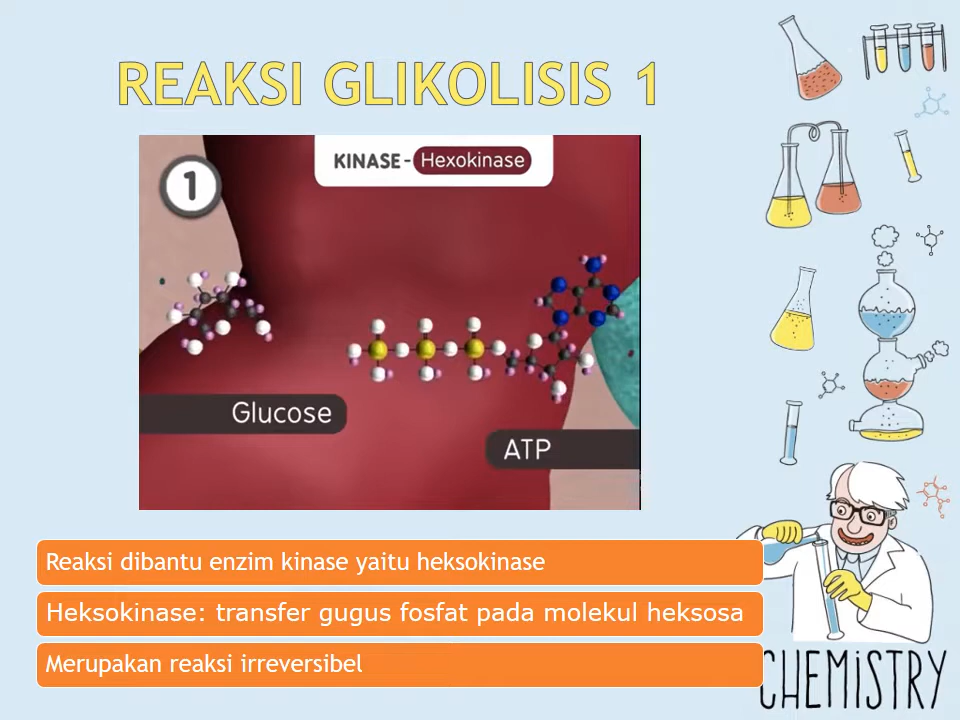 REAKSI GLIKOLISIS 1
1
KINASE - Hexokinase
Glucose
ATP
Reaksi dibantu enzim kinase yaitu heksokinase
Heksokinase: transfer gugus fosfat pada molekul heksosa
Merupakan reaksi irreversibel
CHEMiSTRY